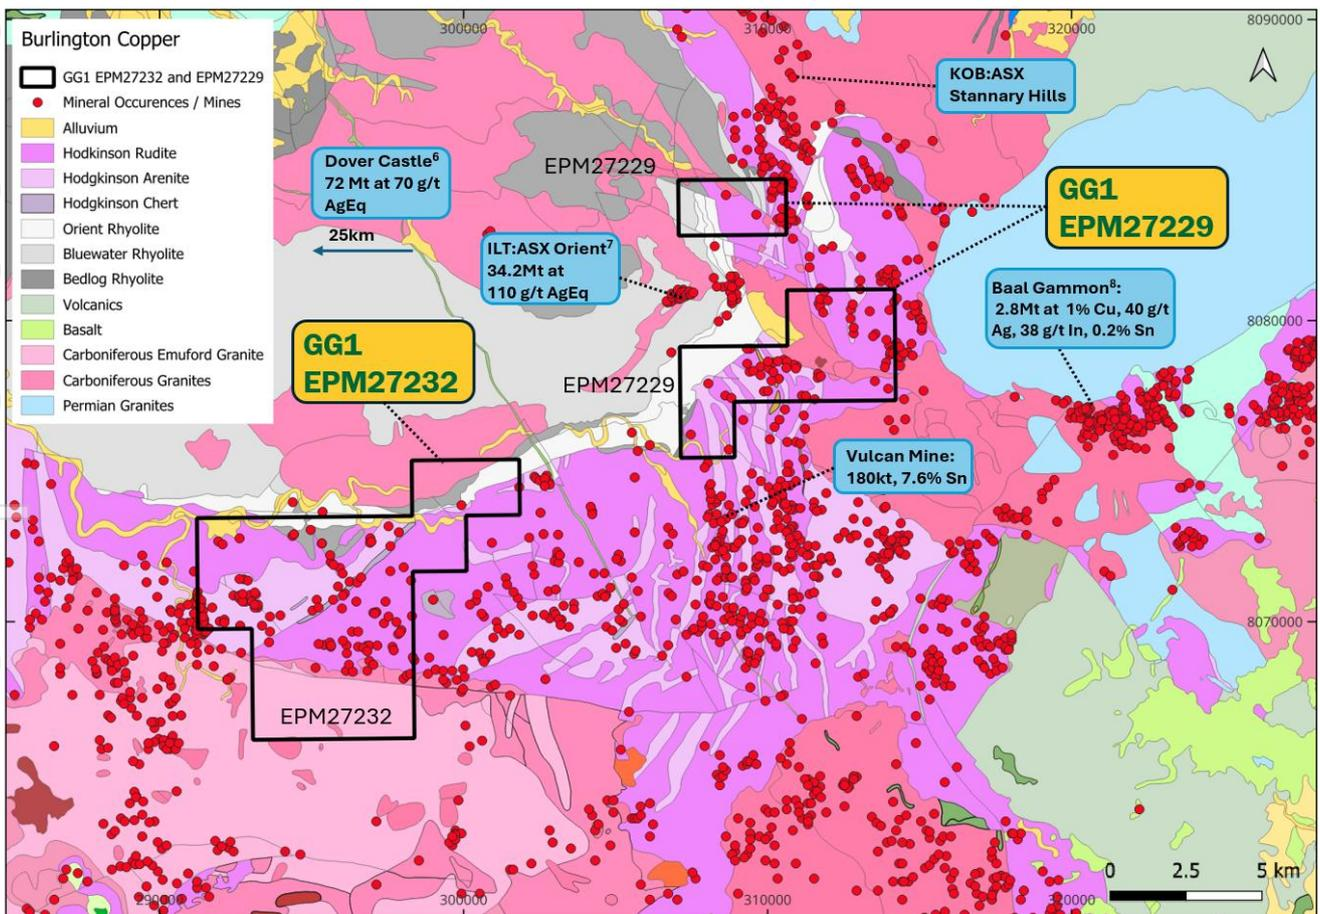 Burlington Copper
GG1 EPM27232 and EPM27229
Mineral Occurences / Mines
Alluvium
Hodkinson Rudite
Hodgkinson Arenite
Hodgkinson Chert
Orient Rhyolite
Bluewater Rhyolite
Bedlog Rhyolite
Volcanics
Basalt
Carboniferous Emuford Granite
Carboniferous Granites
Permian Granites
300000
310000
320000
8090000
KOB:ASX
Stannary Hills
EPM27229
Dover Castle⁶
72 Mt at 70 g/t
AgEq
25km
GG1
EPM27229
ILT:ASX Orient⁷
34.2Mt at
110 g/t AgEq
Baal Gammon⁸:
2.8Mt at 1% Cu, 40 g/t
Ag, 38 g/t In, 0.2% Sn
8080000
GG1
EPM27232
EPM27229
Vulcan Mine:
180kt, 7.6% Sn
8070000
EPM27232
0 2.5 5 km
290000
300000
310000
320000